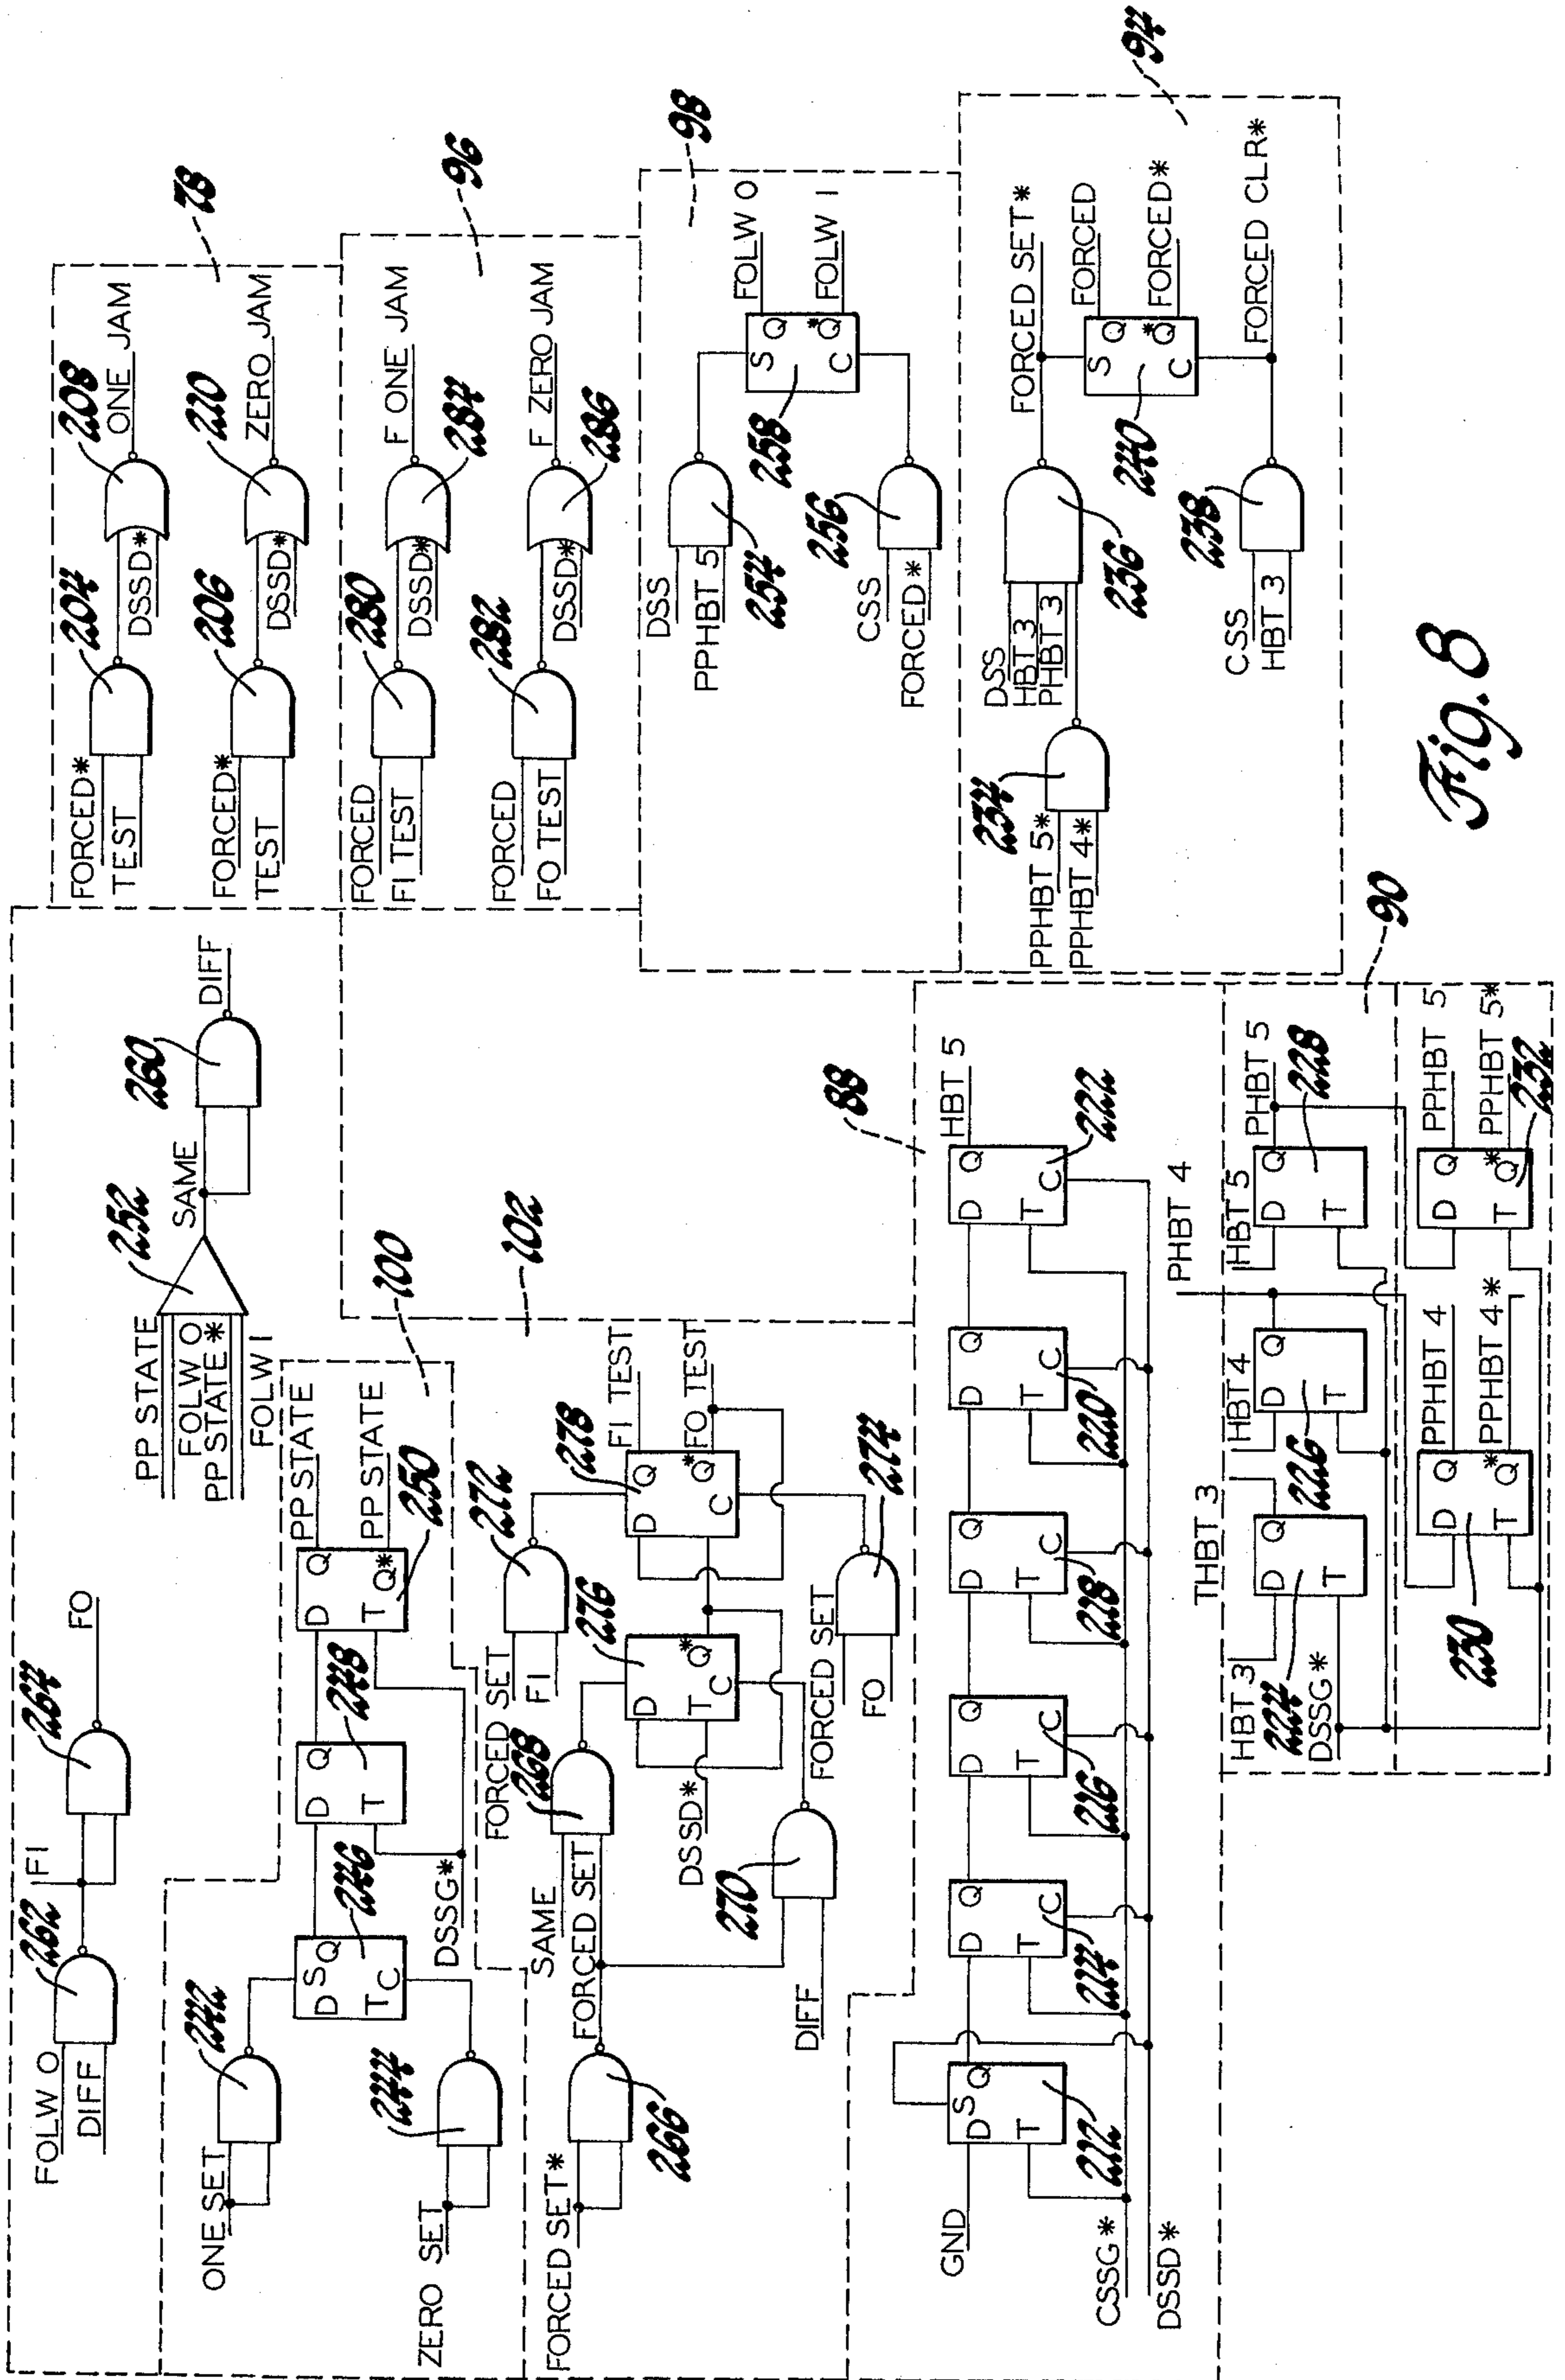 FOLW 0
DIFF
262
F1
264
FO
PP STATE
FOLW 0
PP STATE*
FOLW 1
252
SAME
260
DIFF
ONE SET
242
ZERO SET
244
D S Q
T C
246
D Q
T
248
D Q
T Q*
250
PP STATE
PP STATE
DSSG*
100
FORCED SET*
266
SAME
FORCED SET
268
DIFF
270
DSSD*
D
T Q*
C
276
FORCED SET
F1
272
FORCED SET
FO
274
D Q
Q*
C
278
F1 TEST
FO TEST
102
FORCED*
TEST
204
DSSD*
208
ONE JAM
FORCED*
TEST
206
DSSD*
210
ZERO JAM
78
FORCED
F1 TEST
280
DSSD*
284
F ONE JAM
FORCED
FO TEST
282
DSSD*
286
F ZERO JAM
96
DSS
PPHBT 5
254
CSS
FORCED*
256
S Q
Q*
C
258
FOLW 0
FOLW 1
98
PPHBT 5*
PPHBT 4*
234
DSS
HBT 3
PHBT 3
236
CSS
HBT 3
238
FORCED SET*
S Q
Q*
C
240
FORCED
FORCED*
FORCED CLR*
94
GND
CSSG*
DSSD*
D S Q
T
212
D Q
T C
214
D Q
T C
216
D Q
T C
218
D Q
T C
220
D Q
T C
222
HBT 5
88
HBT 3
DSSG*
224
D Q
T
THBT 3
HBT 4
D Q
T
226
PHBT 4
HBT 5
D Q
T
228
PHBT 5
D Q
T Q*
230
PPHBT 4
PPHBT 4*
D Q
T Q*
232
PPHBT 5
PPHBT 5*
90
Fig. 8